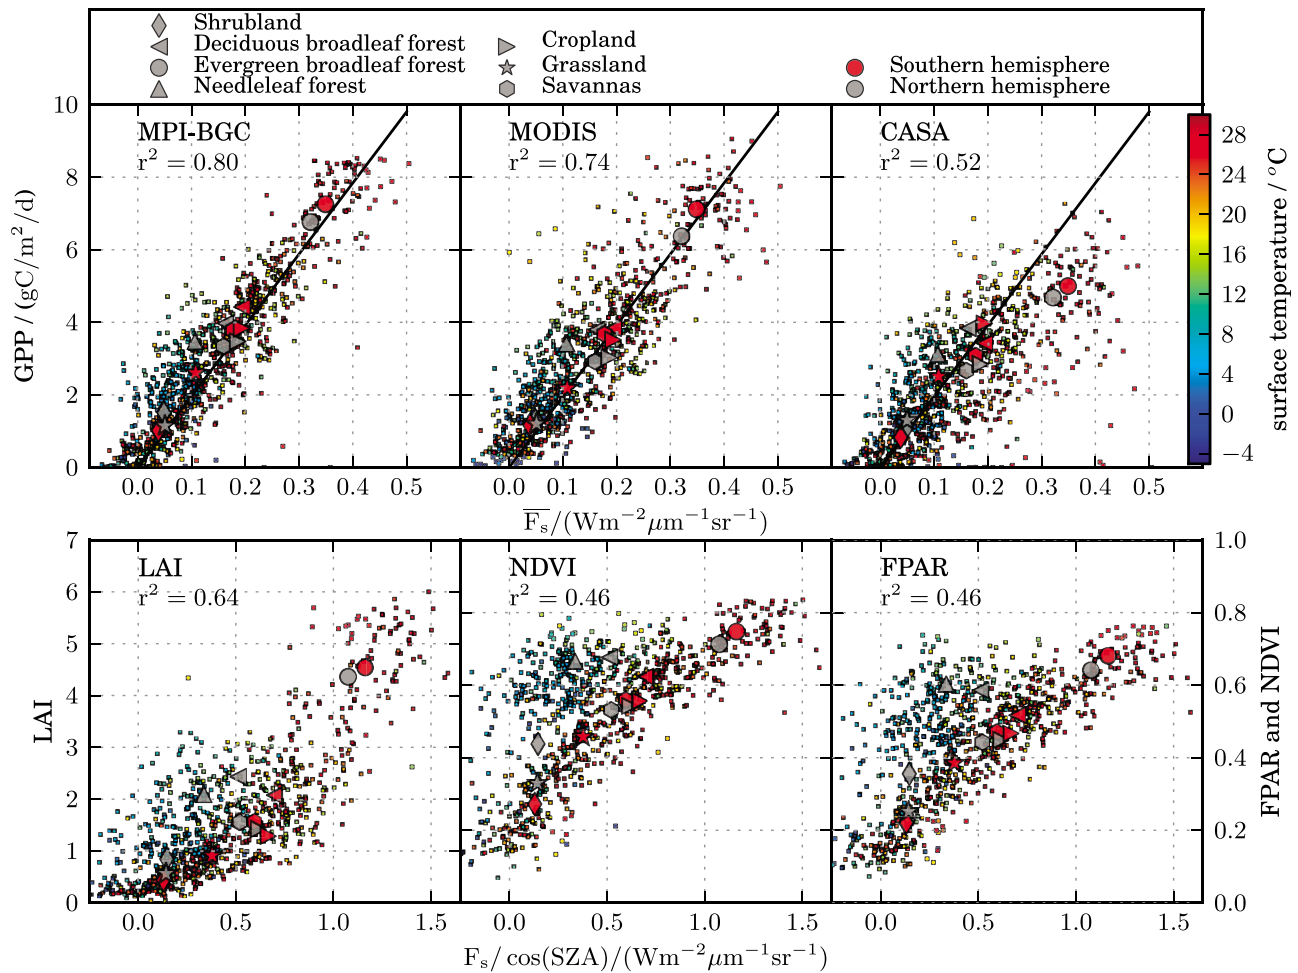 Shrubland
Deciduous broadleaf forest
Evergreen broadleaf forest
Needleleaf forest
Cropland
Grassland
Savannas
Southern hemisphere
Northern hemisphere
MPI-BGC
r² = 0.80
MODIS
r² = 0.74
CASA
r² = 0.52
10
8
6
4
2
0
GPP / (gC/m²/d)
0.0 0.1 0.2 0.3 0.4 0.5
0.0 0.1 0.2 0.3 0.4 0.5
0.0 0.1 0.2 0.3 0.4 0.5
F̅s/(Wm⁻²μm⁻¹sr⁻¹)
28
24
20
16
12
8
4
0
−4
surface temperature / °C
LAI
r² = 0.64
NDVI
r² = 0.46
FPAR
r² = 0.46
7
6
5
4
3
2
1
0
LAI
1.0
0.8
0.6
0.4
0.2
0.0
FPAR and NDVI
0.0 0.5 1.0 1.5
0.0 0.5 1.0 1.5
0.0 0.5 1.0 1.5
Fs/ cos(SZA)/(Wm⁻²μm⁻¹sr⁻¹)